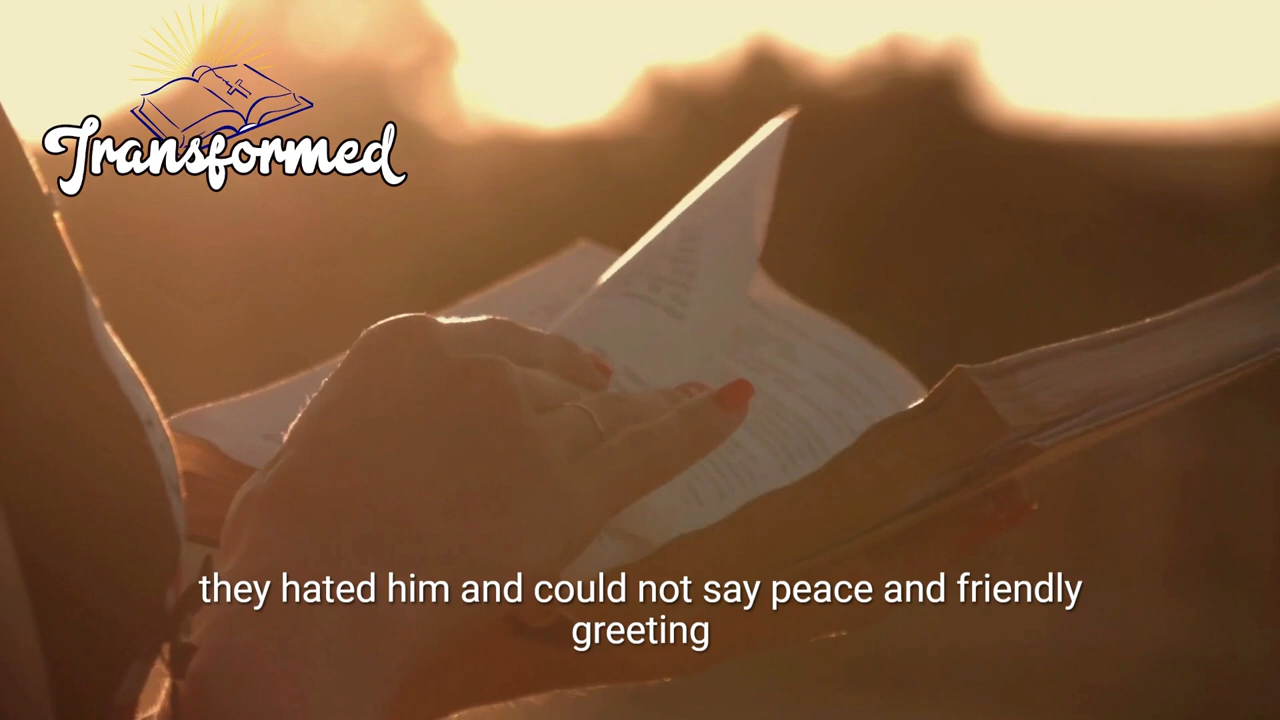 Transformed
they hated him and could not say peace and friendly
greeting